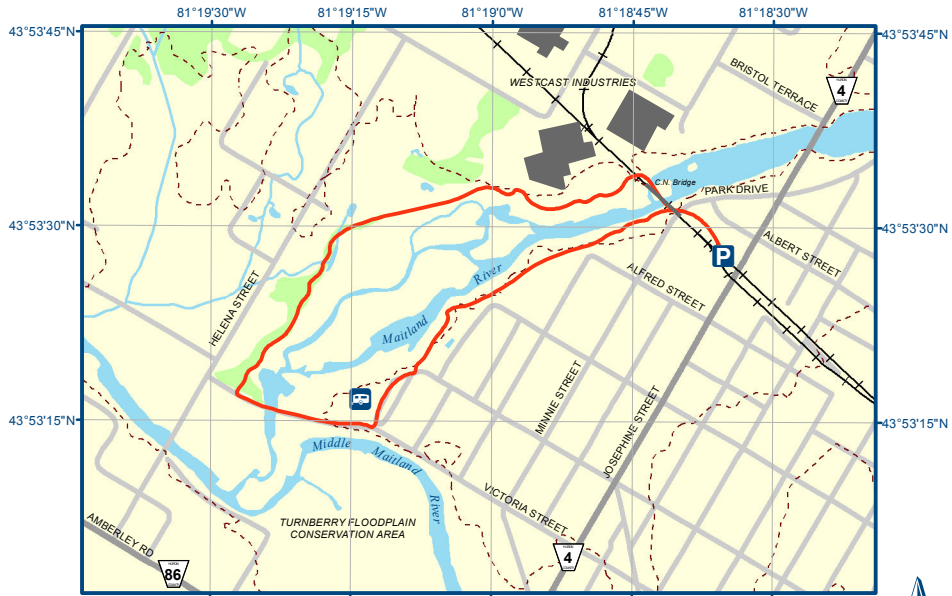 81°19'30"W
81°19'15"W
81°19'0"W
81°18'45"W
81°18'30"W
43°53'45"N
43°53'45"N
WESTCAST INDUSTRIES
BRISTOL TERRACE
4
C.N. Bridge
PARK DRIVE
43°53'30"N
43°53'30"N
P
ALBERT STREET
ALFRED STREET
River
Maitland
HELENA STREET
MINNIE STREET
JOSEPHINE STREET
43°53'15"N
43°53'15"N
Middle
Maitland
River
VICTORIA STREET
TURNBERRY FLOODPLAIN
CONSERVATION AREA
AMBERLEY RD
86
4